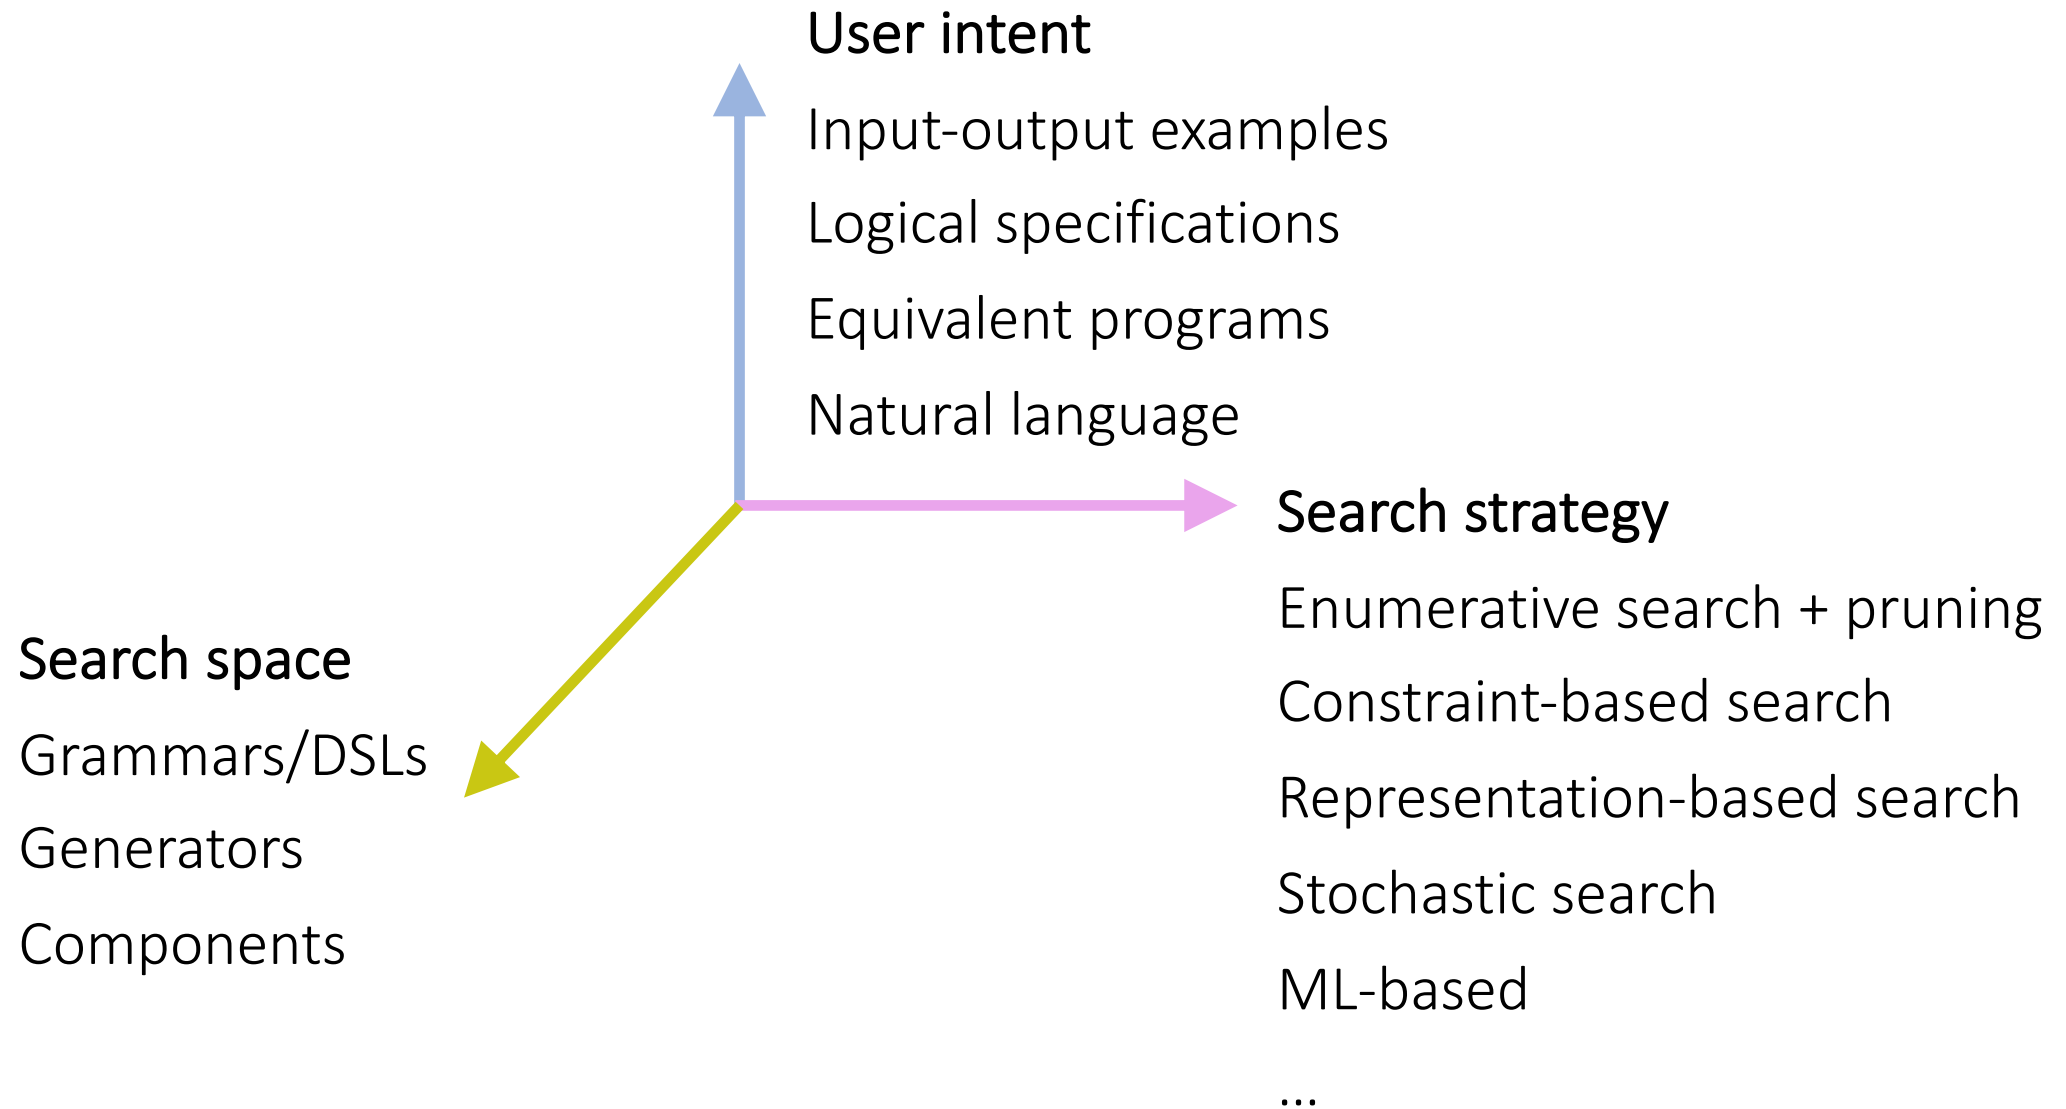 User intent
Input-output examples
Logical specifications
Equivalent programs
Natural language
Search strategy
Enumerative search + pruning
Constraint-based search
Representation-based search
Stochastic search
ML-based
...
Search space
Grammars/DSLs
Generators
Components